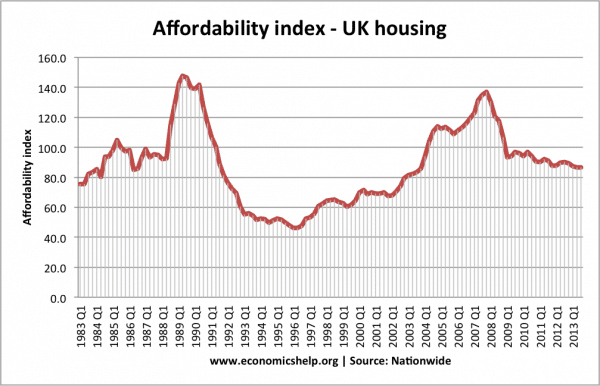 Affordability index - UK housing
160.0
140.0
120.0
100.0
80.0
60.0
40.0
20.0
0.0
Affordability index
1983 Q1
1984 Q1
1985 Q1
1986 Q1
1987 Q1
1988 Q1
1989 Q1
1990 Q1
1991 Q1
1992 Q1
1993 Q1
1994 Q1
1995 Q1
1996 Q1
1997 Q1
1998 Q1
1999 Q1
2000 Q1
2001 Q1
2002 Q1
2003 Q1
2004 Q1
2005 Q1
2006 Q1
2007 Q1
2008 Q1
2009 Q1
2010 Q1
2011 Q1
2012 Q1
2013 Q1
www.economicshelp.org | Source: Nationwide